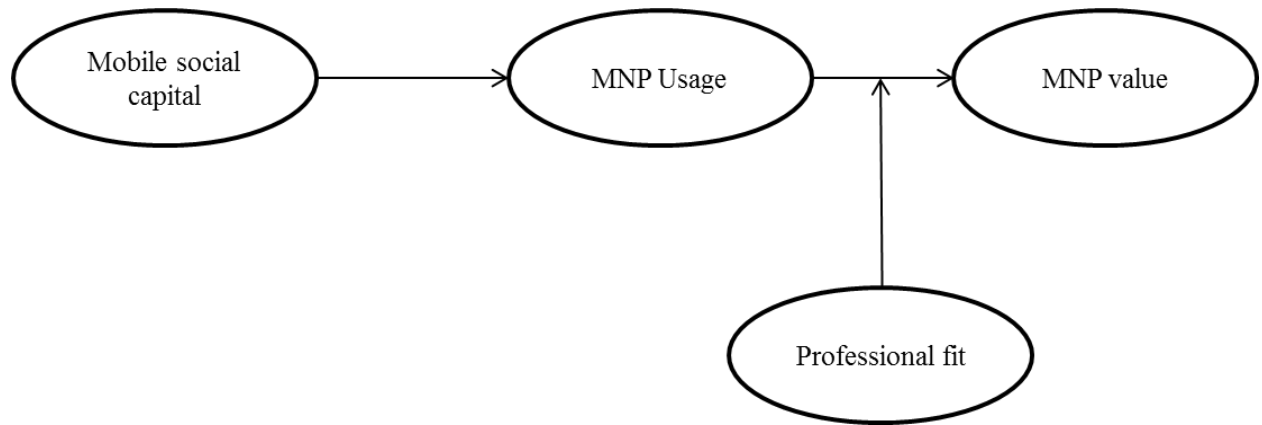 Mobile social
capital
MNP Usage
MNP value
Professional fit